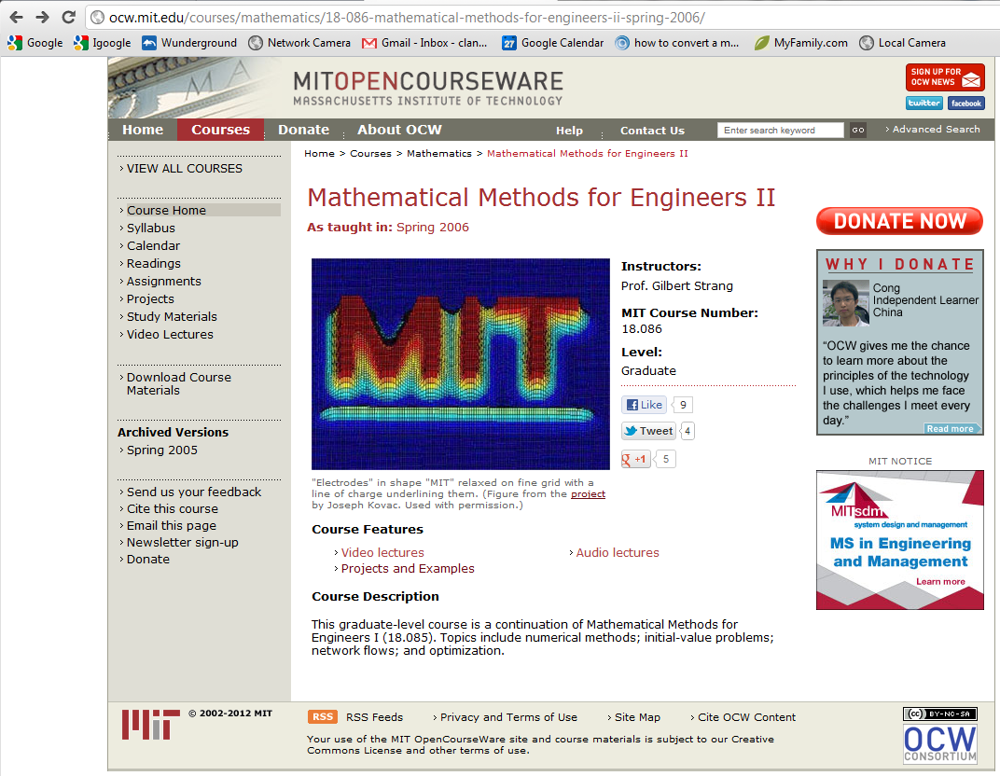 ocw.mit.edu/courses/mathematics/18-086-mathematical-methods-for-engineers-ii-spring-2006/
Google Igoogle Wunderground Network Camera Gmail - Inbox - clan... 27 Google Calendar how to convert a m... MyFamily.com Local Camera
MITOPENCOURSEWARE
MASSACHUSETTS INSTITUTE OF TECHNOLOGY
SIGN UP FOR
OCW NEWS
twitter facebook
Home Courses Donate About OCW Help Contact Us Enter search keyword GO › Advanced Search
› VIEW ALL COURSES
› Course Home
› Syllabus
› Calendar
› Readings
› Assignments
› Projects
› Study Materials
› Video Lectures
› Download Course
Materials
Archived Versions
› Spring 2005
› Send us your feedback
› Cite this course
› Email this page
› Newsletter sign-up
› Donate
Home > Courses > Mathematics > Mathematical Methods for Engineers II
Mathematical Methods for Engineers II
As taught in: Spring 2006
MIT
"Electrodes" in shape "MIT" relaxed on fine grid with a
line of charge underlining them. (Figure from the project
by Joseph Kovac. Used with permission.)
Instructors:
Prof. Gilbert Strang
MIT Course Number:
18.086
Level:
Graduate
Like 9
Tweet 4
+1 5
Course Features
› Video lectures
› Audio lectures
› Projects and Examples
Course Description
This graduate-level course is a continuation of Mathematical Methods for
Engineers I (18.085). Topics include numerical methods; initial-value problems;
network flows; and optimization.
DONATE NOW
WHY I DONATE
Cong
Independent Learner
China
“OCW gives me the chance
to learn more about the
principles of the technology
I use, which helps me face
the challenges I meet every
day.”
Read more
MIT NOTICE
MITsdm
system design and management
MS in Engineering
and Management
Learn more
MIT © 2002-2012 MIT
RSS RSS Feeds › Privacy and Terms of Use › Site Map › Cite OCW Content
Your use of the MIT OpenCourseWare site and course materials is subject to our Creative
Commons License and other terms of use.
(cc) BY-NC-SA
OCW
CONSORTIUM